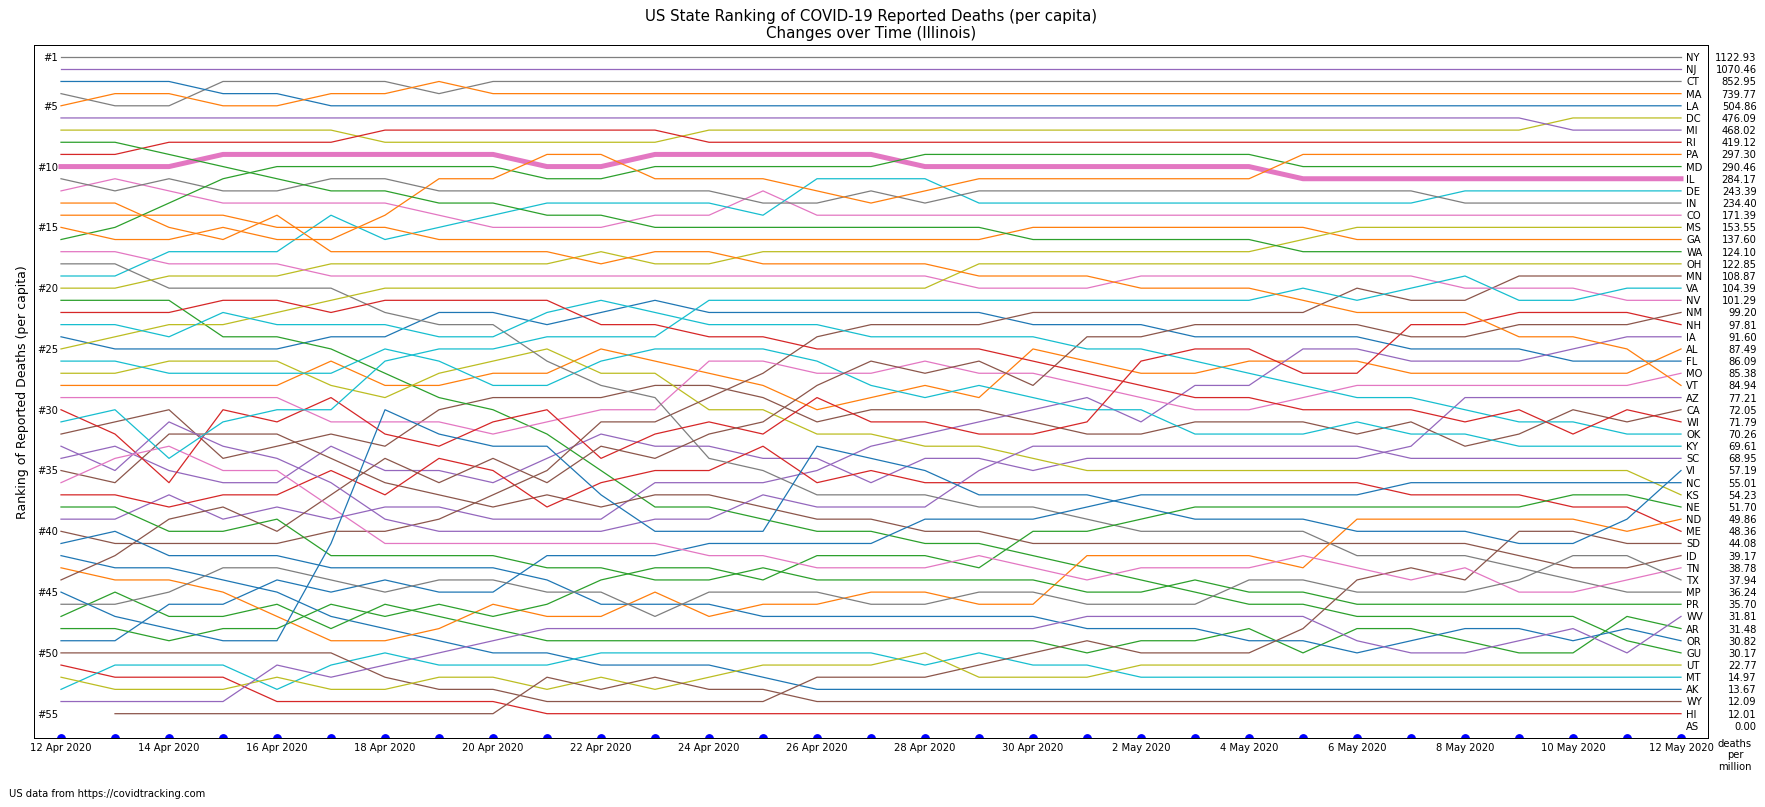 US State Ranking of COVID-19 Reported Deaths (per capita)
Changes over Time (Illinois)
Ranking of Reported Deaths (per capita)
#1
#5
#10
#15
#20
#25
#30
#35
#40
#45
#50
#55
NY 1122.93
NJ 1070.46
CT 852.95
MA 739.77
LA 504.86
DC 476.09
MI 468.02
RI 419.12
PA 297.30
MD 290.46
IL 284.17
DE 243.39
IN 234.40
CO 171.39
MS 153.55
GA 137.60
WA 124.10
OH 122.85
MN 108.87
VA 104.39
NV 101.29
NM 99.20
NH 97.81
IA 91.60
AL 87.49
FL 86.09
MO 85.38
VT 84.94
AZ 77.21
CA 72.05
WI 71.79
OK 70.26
KY 69.61
SC 68.95
VI 57.19
NC 55.01
KS 54.23
NE 51.70
ND 49.86
ME 48.36
SD 44.08
ID 39.17
TN 38.78
TX 37.94
MP 36.24
PR 35.70
WV 31.81
AR 31.48
OR 30.82
GU 30.17
UT 22.77
MT 14.97
AK 13.67
WY 12.09
HI 12.01
AS 0.00
12 Apr 2020
14 Apr 2020
16 Apr 2020
18 Apr 2020
20 Apr 2020
22 Apr 2020
24 Apr 2020
26 Apr 2020
28 Apr 2020
30 Apr 2020
2 May 2020
4 May 2020
6 May 2020
8 May 2020
10 May 2020
12 May 2020
deaths
per
million
US data from https://covidtracking.com